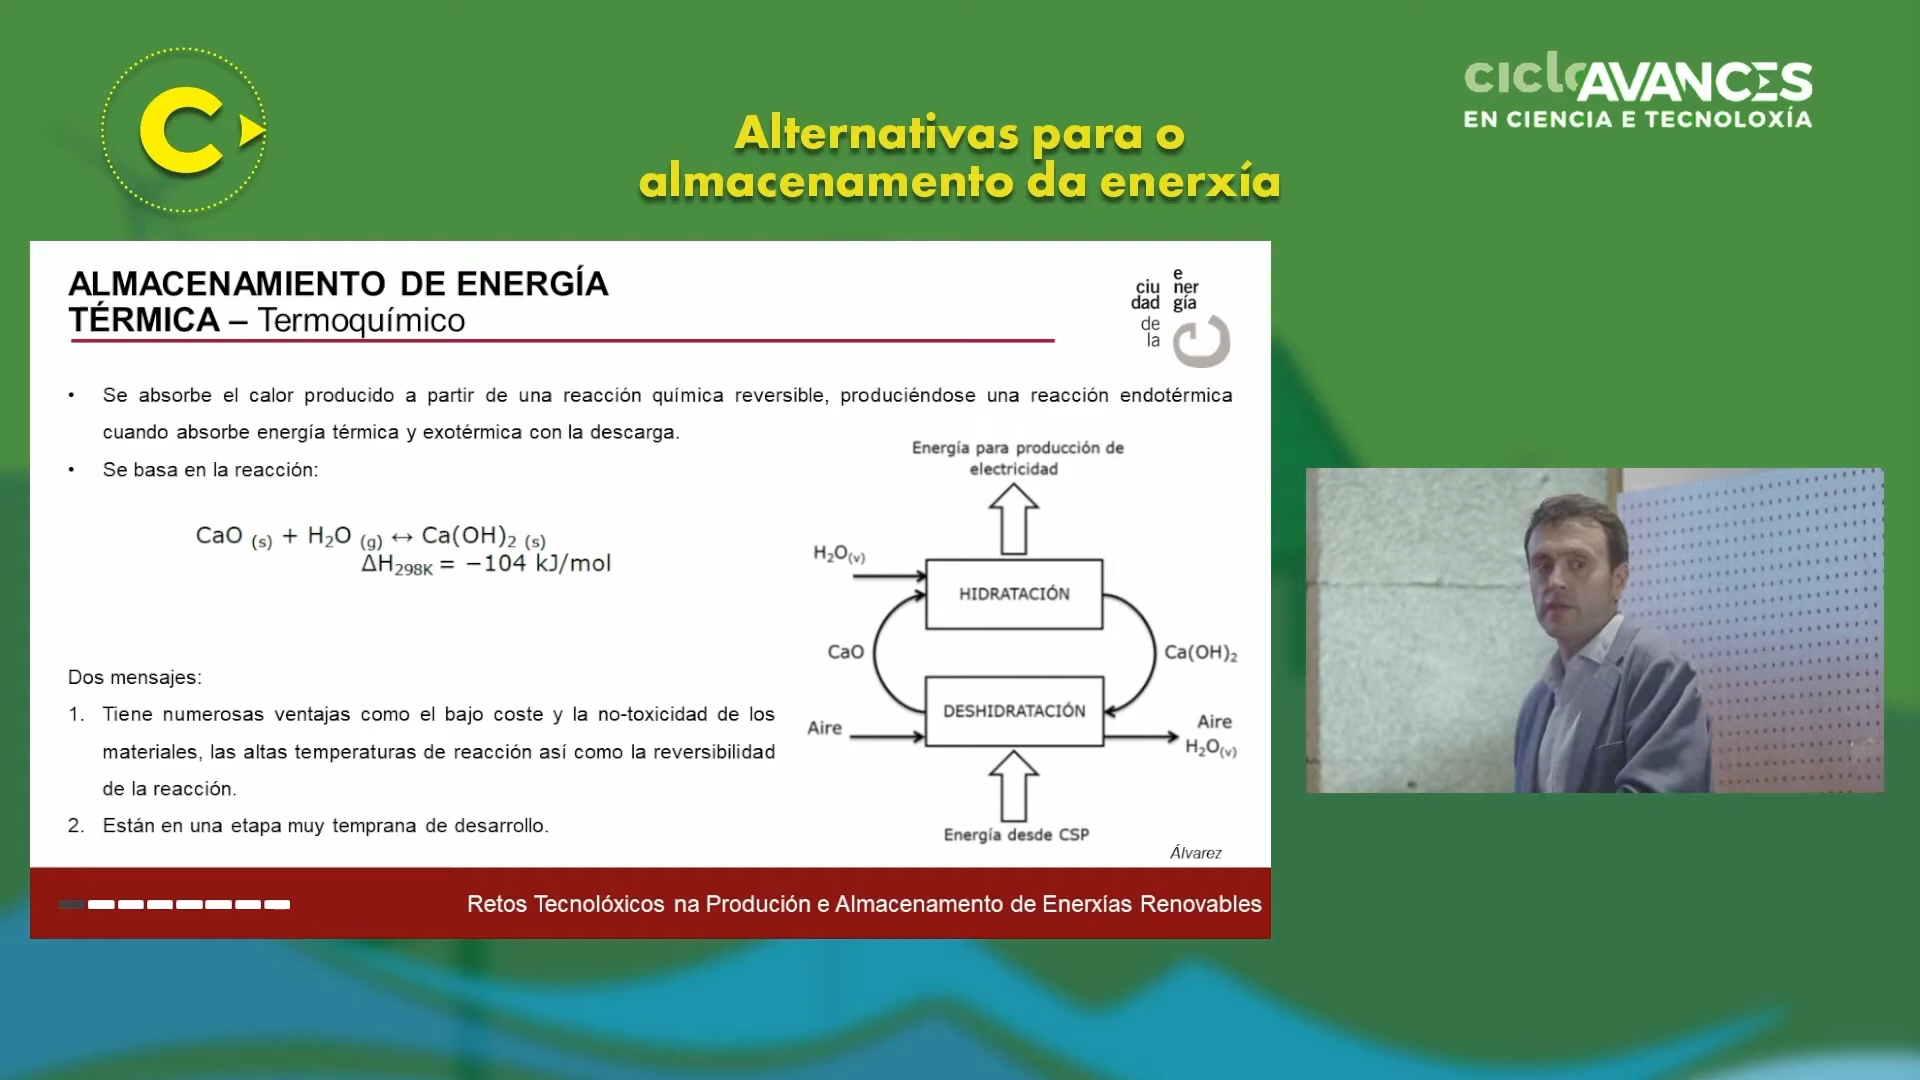 C
cicloAVANCES
EN CIENCIA E TECNOLOXÍA
Alternativas para o
almacenamento da enerxía
ALMACENAMIENTO DE ENERGÍA
TÉRMICA – Termoquímico
e
ciu ner
dad gía
de
la
• Se absorbe el calor producido a partir de una reacción química reversible, produciéndose una reacción endotérmica
cuando absorbe energía térmica y exotérmica con la descarga.
• Se basa en la reacción:
CaO (s) + H₂O (g) ↔ Ca(OH)₂ (s)
ΔH298K = −104 kJ/mol
Energía para producción de
electricidad
H₂O(v)
HIDRATACIÓN
CaO
Ca(OH)₂
DESHIDRATACIÓN
Aire
Aire
H₂O(v)
Energía desde CSP
Álvarez
Dos mensajes:
1. Tiene numerosas ventajas como el bajo coste y la no-toxicidad de los
materiales, las altas temperaturas de reacción así como la reversibilidad
de la reacción.
2. Están en una etapa muy temprana de desarrollo.
Retos Tecnolóxicos na Produción e Almacenamento de Enerxías Renovables